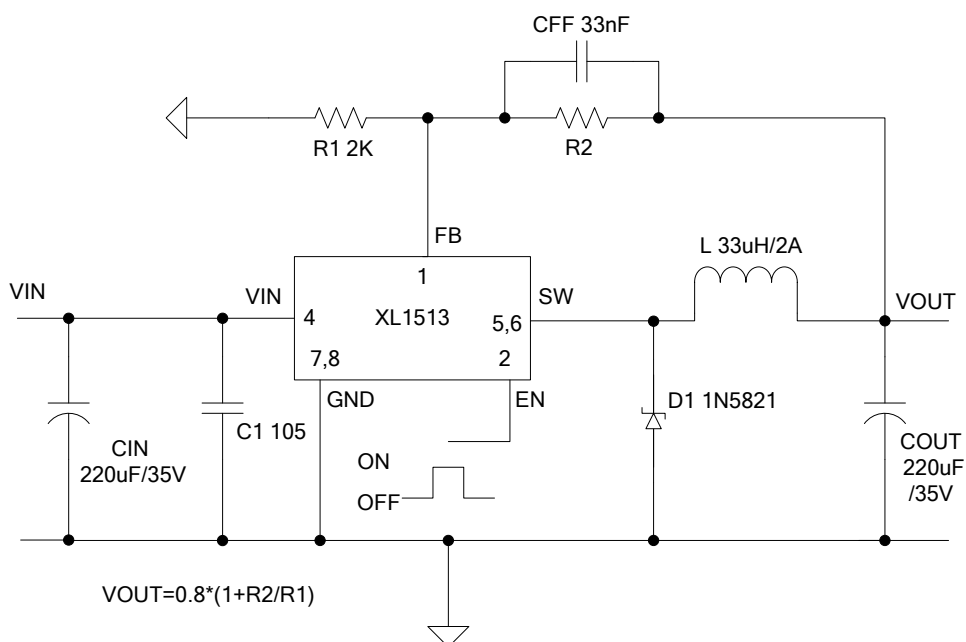 CFF 33nF
R1 2K
R2
FB
L 33uH/2A
1
VIN
VIN
SW
VOUT
4
XL1513
5,6
7,8
2
GND
EN
D1 1N5821
C1 105
CIN
220uF/35V
COUT
220uF
/35V
ON
OFF
VOUT=0.8*(1+R2/R1)